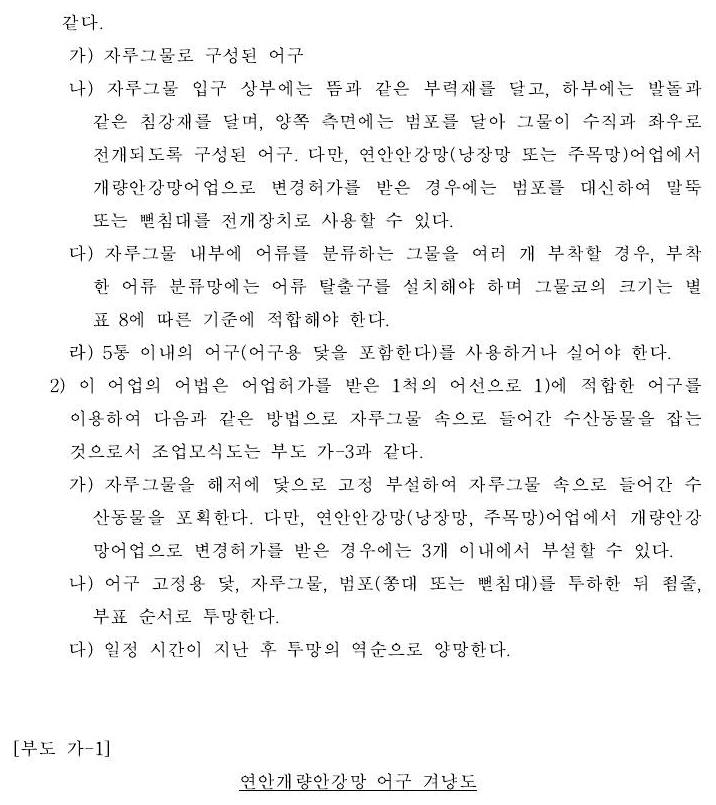 같다.
가) 자루그물로 구성된 어구
나) 자루그물 입구 상부에는 뜸과 같은 부력재를 달고, 하부에는 발돌과
같은 침강재를 달며, 양쪽 측면에는 범포를 달아 그물이 수직과 좌우로
전개되도록 구성된 어구. 다만, 연안안강망(낭장망 또는 주목망)어업에서
개량안강망어업으로 변경허가를 받은 경우에는 범포를 대신하여 말뚝
또는 뻗침대를 전개장치로 사용할 수 있다.
다) 자루그물 내부에 어류를 분류하는 그물을 여러 개 부착할 경우, 부착
한 어류 분류망에는 어류 탈출구를 설치해야 하며 그물코의 크기는 별
표 8에 따른 기준에 적합해야 한다.
라) 5통 이내의 어구(어구용 닻을 포함한다)를 사용하거나 실어야 한다.
2) 이 어업의 어법은 어업허가를 받은 1척의 어선으로 1)에 적합한 어구를
이용하여 다음과 같은 방법으로 자루그물 속으로 들어간 수산동물을 잡는
것으로서 조업모식도는 부도 가-3과 같다.
가) 자루그물을 해저에 닻으로 고정 부설하여 자루그물 속으로 들어간 수
산동물을 포획한다. 다만, 연안안강망(낭장망, 주목망)어업에서 개량안강
망어업으로 변경허가를 받은 경우에는 3개 이내에서 부설할 수 있다.
나) 어구 고정용 닻, 자루그물, 범포(쫑대 또는 뻗침대)를 투하한 뒤 죔줄,
부표 순서로 투망한다.
다) 일정 시간이 지난 후 투망의 역순으로 양망한다.
[부도 가-1]
연안개량안강망 어구 겨냥도